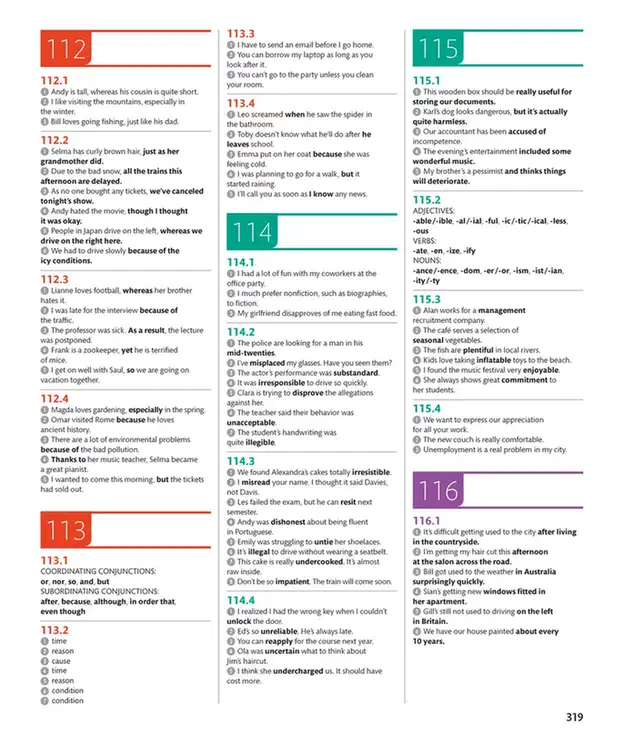 112
112.1
1 Andy is tall, whereas his cousin is quite short.
2 I like visiting the mountains, especially in
the winter.
3 Bill loves going fishing, just like his dad.
112.2
1 Selma has curly brown hair, just as her
grandmother did.
2 Due to the bad snow, all the trains this
afternoon are delayed.
3 As no one bought any tickets, we've canceled
tonight's show.
4 Andy hated the movie, though I thought
it was okay.
5 People in Japan drive on the left, whereas we
drive on the right here.
6 We had to drive slowly because of the
icy conditions.
112.3
1 Lianne loves football, whereas her brother
hates it.
2 I was late for the interview because of
the traffic.
3 The professor was sick. As a result, the lecture
was postponed.
4 Frank is a zookeeper, yet he is terrified
of mice.
5 I get on well with Saul, so we are going on
vacation together.
112.4
1 Magda loves gardening, especially in the spring.
2 Omar visited Rome because he loves
ancient history.
3 There are a lot of environmental problems
because of the bad pollution.
4 Thanks to her music teacher, Selma became
a great pianist.
5 I wanted to come this morning, but the tickets
had sold out.
113
113.1
COORDINATING CONJUNCTIONS:
or, nor, so, and, but
SUBORDINATING CONJUNCTIONS:
after, because, although, in order that,
even though
113.2
1 time
2 reason
3 cause
4 time
5 reason
6 condition
7 condition
113.3
1 I have to send an email before I go home.
2 You can borrow my laptop as long as you
look after it.
3 You can't go to the party unless you clean
your room.
113.4
1 Leo screamed when he saw the spider in
the bathroom.
2 Toby doesn't know what he'll do after he
leaves school.
3 Emma put on her coat because she was
feeling cold.
4 I was planning to go for a walk, but it
started raining.
5 I'll call you as soon as I know any news.
114
114.1
1 I had a lot of fun with my coworkers at the
office party.
2 I much prefer nonfiction, such as biographies,
to fiction.
3 My girlfriend disapproves of me eating fast food.
114.2
1 The police are looking for a man in his
mid-twenties.
2 I've misplaced my glasses. Have you seen them?
3 The actor's performance was substandard.
4 It was irresponsible to drive so quickly.
5 Clara is trying to disprove the allegations
against her.
6 The teacher said their behavior was
unacceptable.
7 The student's handwriting was
quite illegible.
114.3
1 We found Alexandra's cakes totally irresistible.
2 I misread your name. I thought it said Davies,
not Davis.
3 Les failed the exam, but he can resit next
semester.
4 Andy was dishonest about being fluent
in Portuguese.
5 Emily was struggling to untie her shoelaces.
6 It's illegal to drive without wearing a seatbelt.
7 This cake is really undercooked. It's almost
raw inside.
8 Don't be so impatient. The train will come soon.
114.4
1 I realized I had the wrong key when I couldn't
unlock the door.
2 Ed's so unreliable. He's always late.
3 You can reapply for the course next year.
4 Ola was uncertain what to think about
Jim's haircut.
5 I think she undercharged us. It should have
cost more.
115
115.1
1 This wooden box should be really useful for
storing our documents.
2 Karl's dog looks dangerous, but it's actually
quite harmless.
3 Our accountant has been accused of
incompetence.
4 The evening's entertainment included some
wonderful music.
5 My brother's a pessimist and thinks things
will deteriorate.
115.2
ADJECTIVES:
-able/-ible, -al/-ial, -ful, -ic/-tic/-ical, -less,
-ous
VERBS:
-ate, -en, -ize, -ify
NOUNS:
-ance/-ence, -dom, -er/-or, -ism, -ist/-ian,
-ity/-ty
115.3
1 Alan works for a management
recruitment company.
2 The café serves a selection of
seasonal vegetables.
3 The fish are plentiful in local rivers.
4 Kids love taking inflatable toys to the beach.
5 I found the music festival very enjoyable.
6 She always shows great commitment to
her students.
115.4
1 We want to express our appreciation
for all your work.
2 The new couch is really comfortable.
3 Unemployment is a real problem in my city.
116
116.1
1 It's difficult getting used to the city after living
in the countryside.
2 I'm getting my hair cut this afternoon
at the salon across the road.
3 Bill got used to the weather in Australia
surprisingly quickly.
4 Sian's getting new windows fitted in
her apartment.
5 Gill's still not used to driving on the left
in Britain.
6 We have our house painted about every
10 years.
319